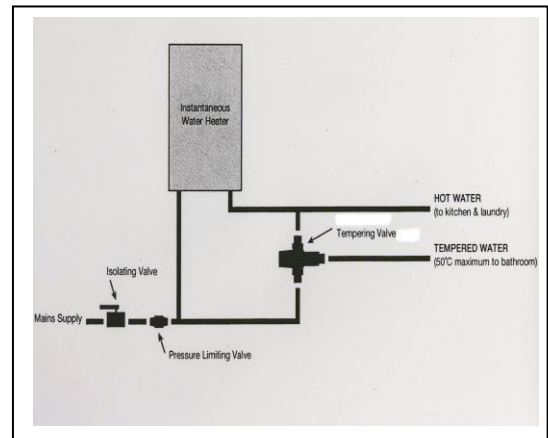 Instantaneous
Water Heater
HOT WATER
(to kitchen & laundry)
Tempering Valve
TEMPERED WATER
(50°C maximum to bathroom)
Isolating Valve
Mains Supply
Pressure Limiting Valve